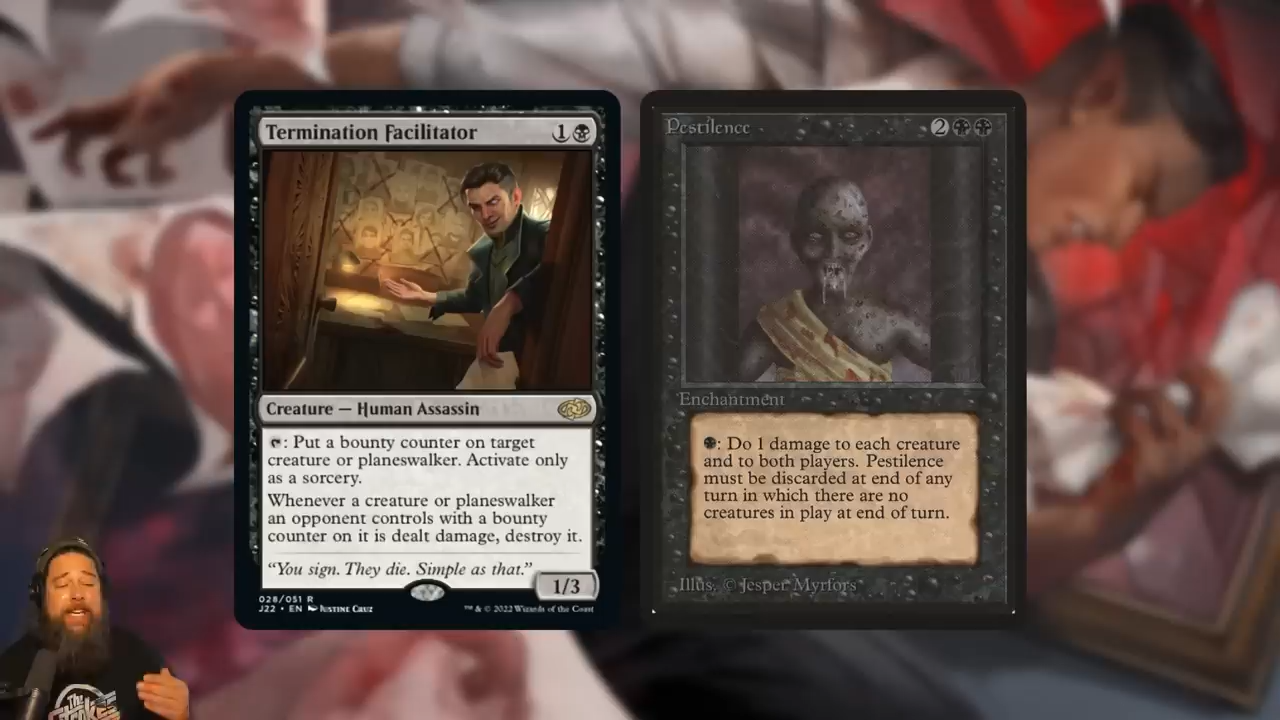 Termination Facilitator 1
Creature — Human Assassin
: Put a bounty counter on target
creature or planeswalker. Activate only
as a sorcery.
Whenever a creature or planeswalker
an opponent controls with a bounty
counter on it is dealt damage, destroy it.
“You sign. They die. Simple as that.”
1/3
028/051 R
J22 • EN Justine Cruz
™ & © 2022 Wizards of the Coast
Pestilence 2
Enchantment
: Do 1 damage to each creature
and to both players. Pestilence
must be discarded at end of any
turn in which there are no
creatures in play at end of turn.
Illus. © Jesper Myrfors
The